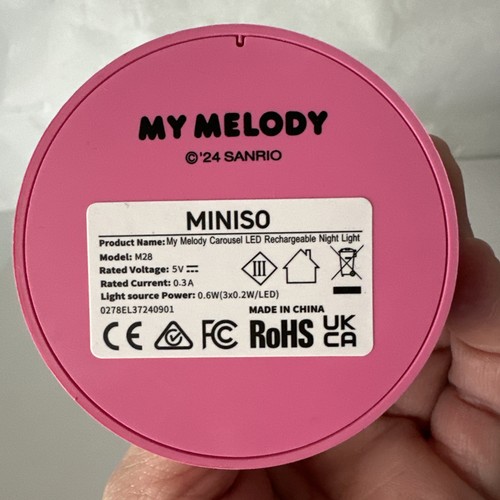 MY MELODY
©'24 SANRIO
MINISO
Product Name: My Melody Carousel LED Rechargeable Night Light
Model: M28
Rated Voltage: 5V ⎓
Rated Current: 0.3A
Light source Power: 0.6W(3x0.2W/LED)
0278EL37240901
III
MADE IN CHINA
CE FC RoHS UK CA